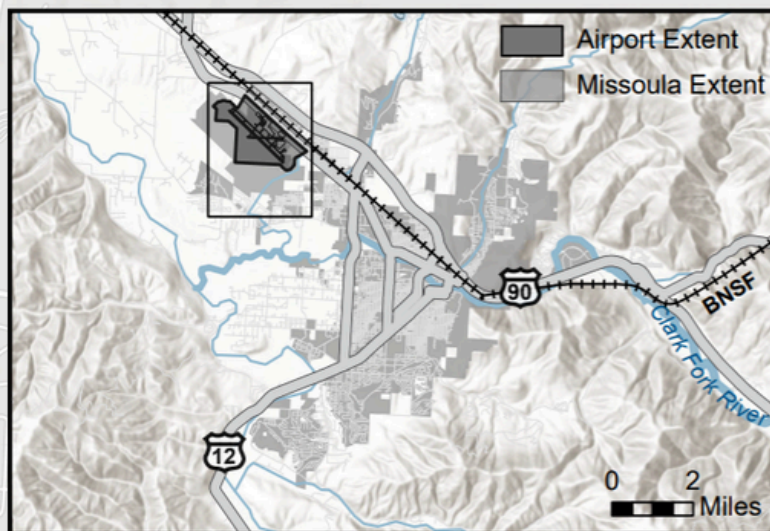 Airport Extent
Missoula Extent
90
BNSF
Clark Fork River
12
0 2
Miles